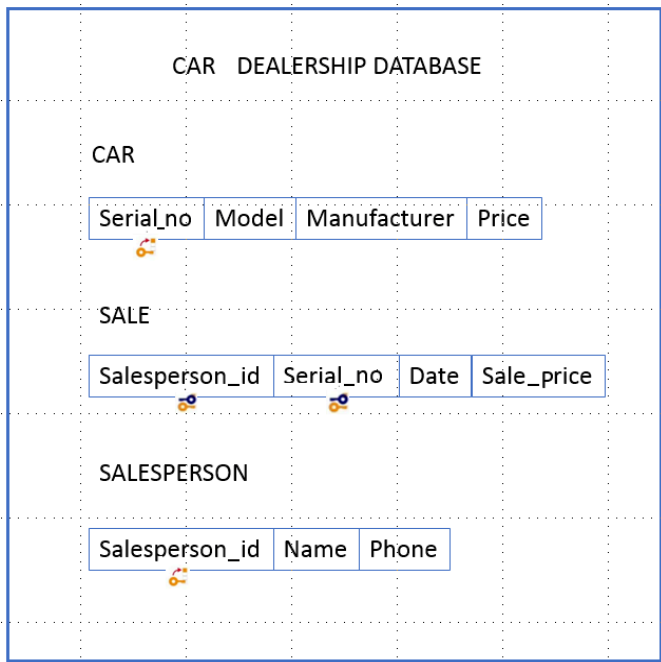 CAR DEALERSHIP DATABASE
CAR
Serial_no Model Manufacturer Price
SALE
Salesperson_id Serial_no Date Sale_price
SALESPERSON
Salesperson_id Name Phone